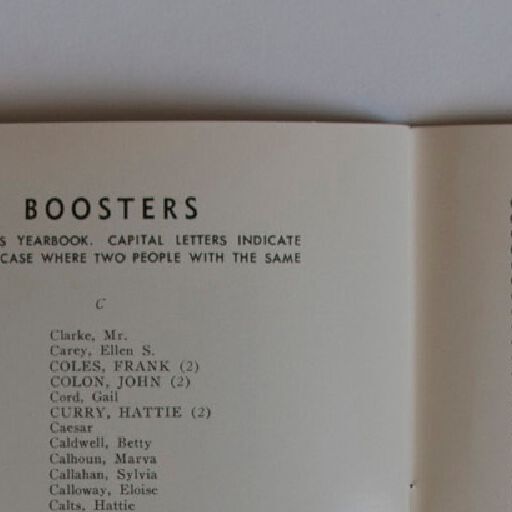 BOOSTERS
S YEARBOOK. CAPITAL LETTERS INDICATE
CASE WHERE TWO PEOPLE WITH THE SAME
C
Clarke, Mr.
Carey, Ellen S.
COLES, FRANK (2)
COLON, JOHN (2)
Cord, Gail
CURRY, HATTIE (2)
Caesar
Caldwell, Betty
Calhoun, Marva
Callahan, Sylvia
Calloway, Eloise
Calts, Hattie